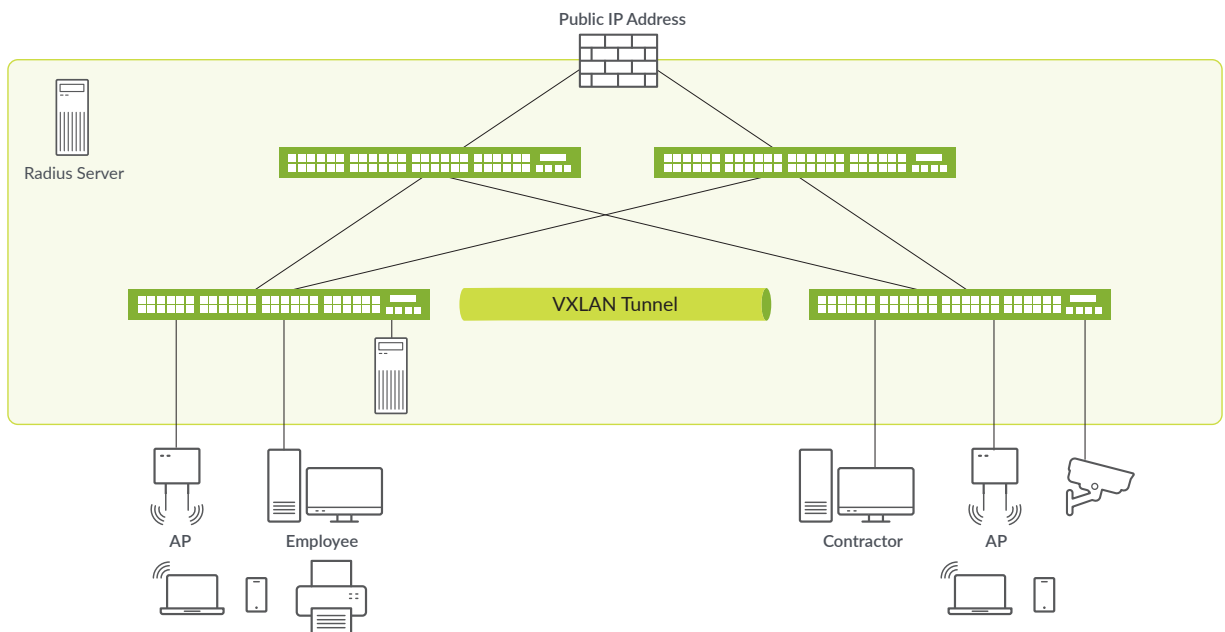 Public IP Address
Radius Server
VXLAN Tunnel
AP
Employee
Contractor
AP